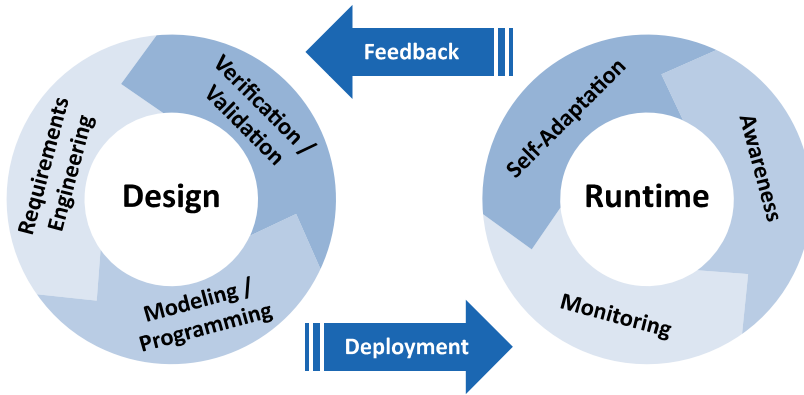 Feedback
Verification /
Validation
Requirements
Engineering
Design
Modeling /
Programming
Self-Adaptation
Awareness
Runtime
Monitoring
Deployment